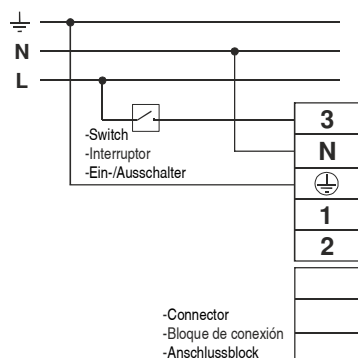 N
L
-Switch
-Interruptor
-Ein-/Ausschalter
3
N
1
2
-Connector
-Bloque de conexión
-Anschlussblock